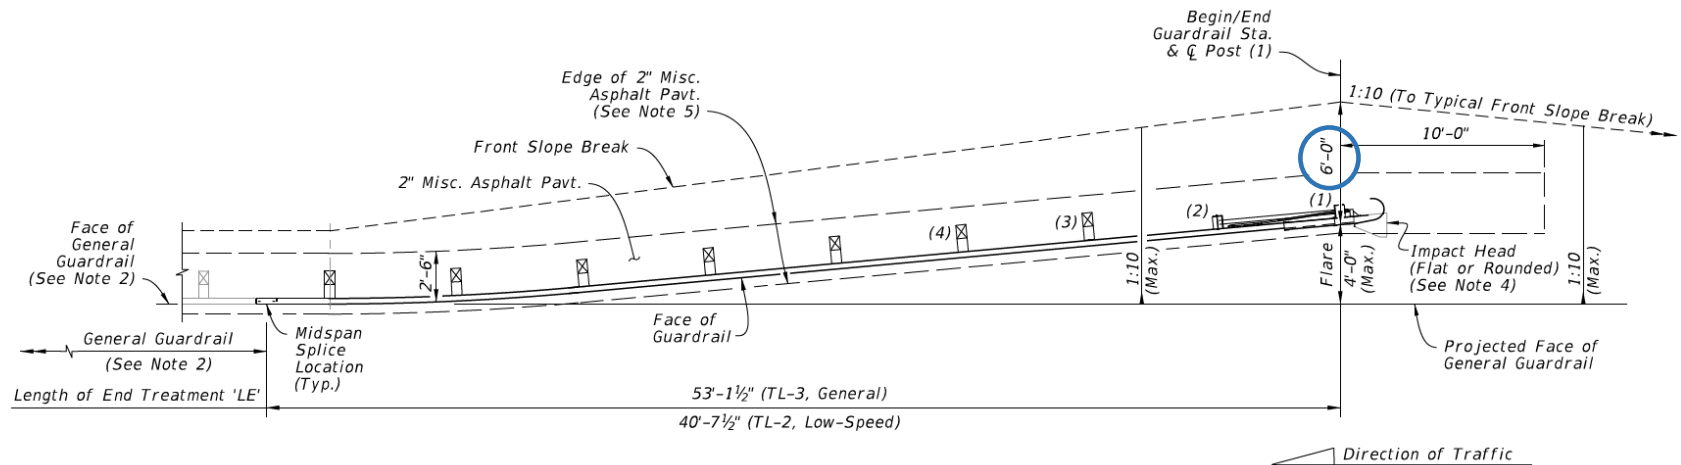 Begin/End
Guardrail Sta.
& ℄ Post (1)
Edge of 2" Misc.
Asphalt Pavt.
(See Note 5)
1:10 (To Typical Front Slope Break)
10'-0"
6'-0"
Front Slope Break
2" Misc. Asphalt Pavt.
(1)
(2)
(3)
(4)
Face of
General
Guardrail
(See Note 2)
2'-6"
1:10
(Max.)
Flare
4'-0"
(Max.)
Impact Head
(Flat or Rounded)
(See Note 4)
1:10
(Max.)
Face of
Guardrail
General Guardrail
(See Note 2)
Midspan
Splice
Location
(Typ.)
Projected Face of
General Guardrail
Length of End Treatment 'LE'
53'-1½" (TL-3, General)
40'-7½" (TL-2, Low-Speed)
Direction of Traffic